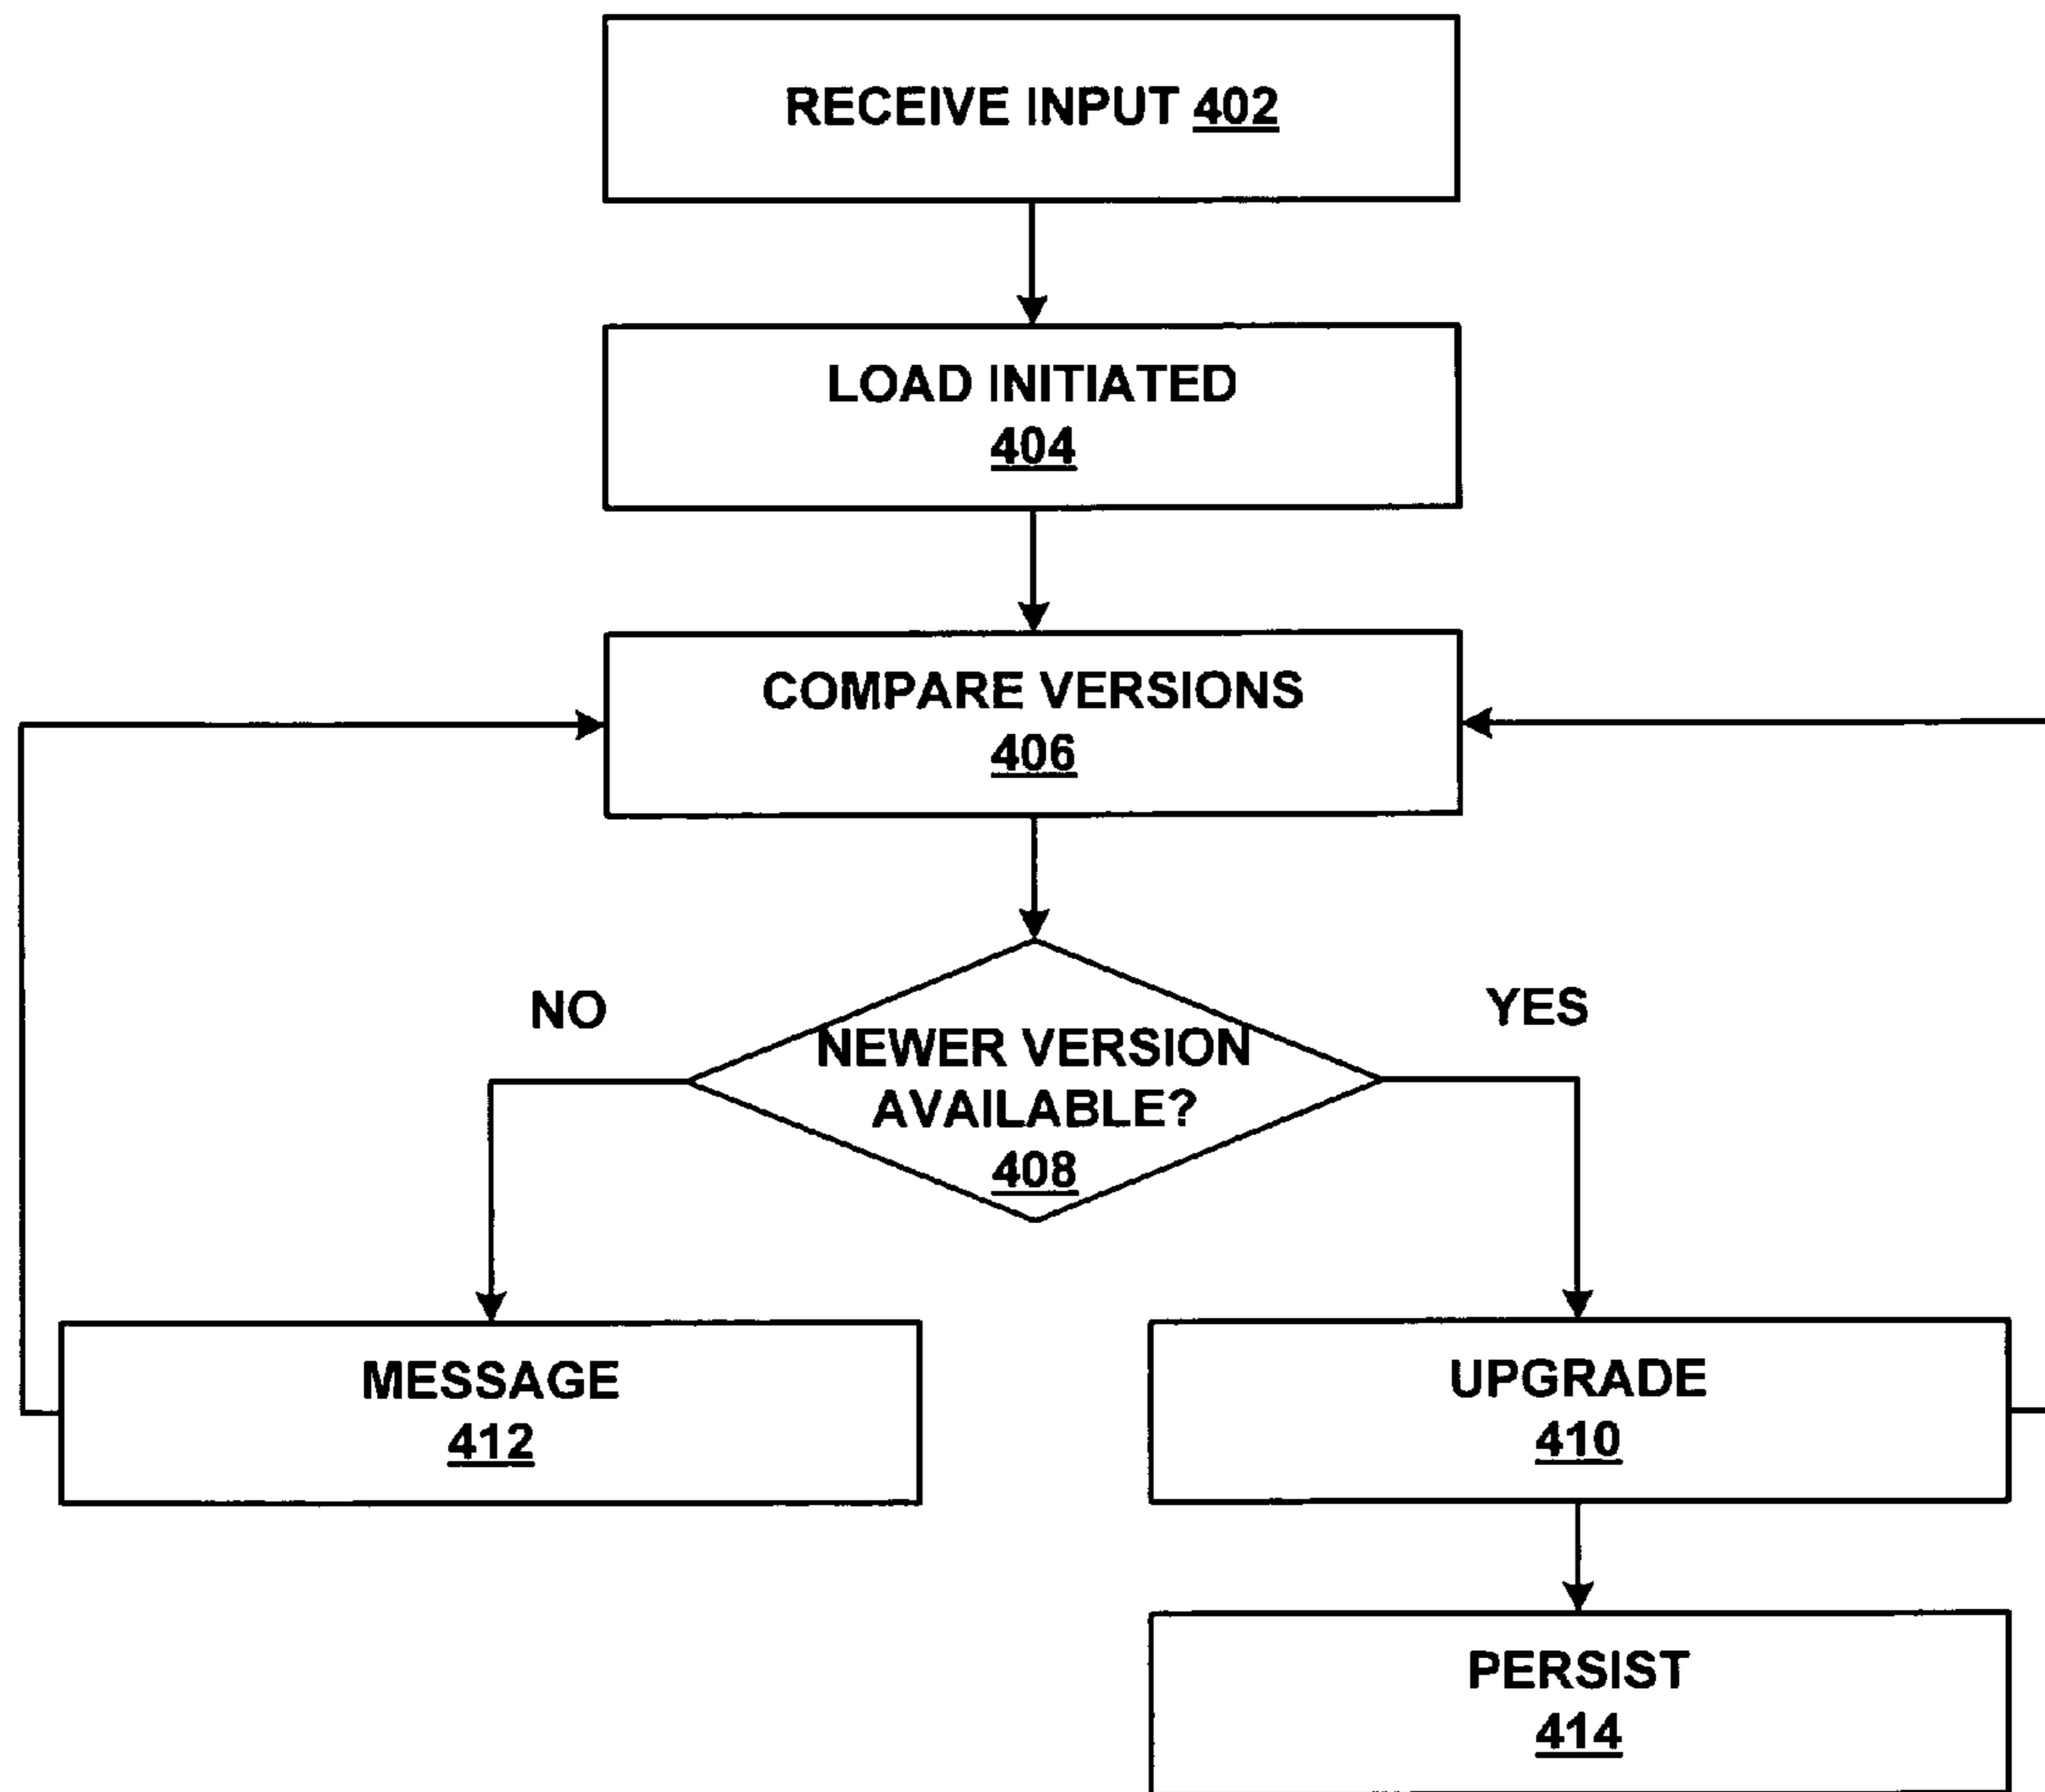 RECEIVE INPUT 402
LOAD INITIATED
404
COMPARE VERSIONS
406
NO
YES
NEWER VERSION
AVAILABLE?
408
MESSAGE
412
UPGRADE
410
PERSIST
414